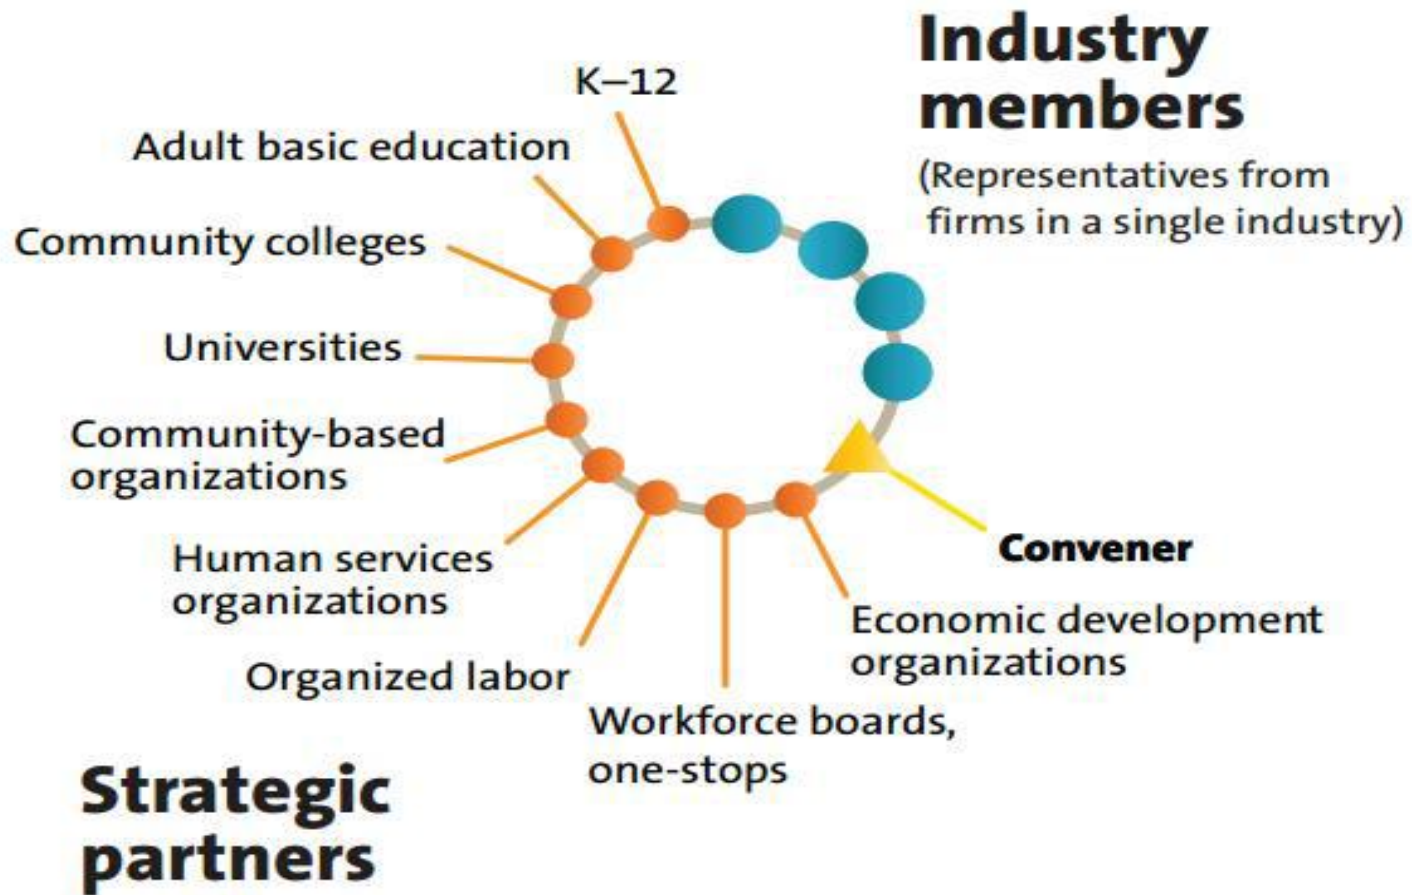 Industry
members
(Representatives from
firms in a single industry)
K–12
Adult basic education
Community colleges
Universities
Community-based
organizations
Human services
organizations
Organized labor
Workforce boards,
one-stops
Economic development
organizations
Convener
Strategic
partners